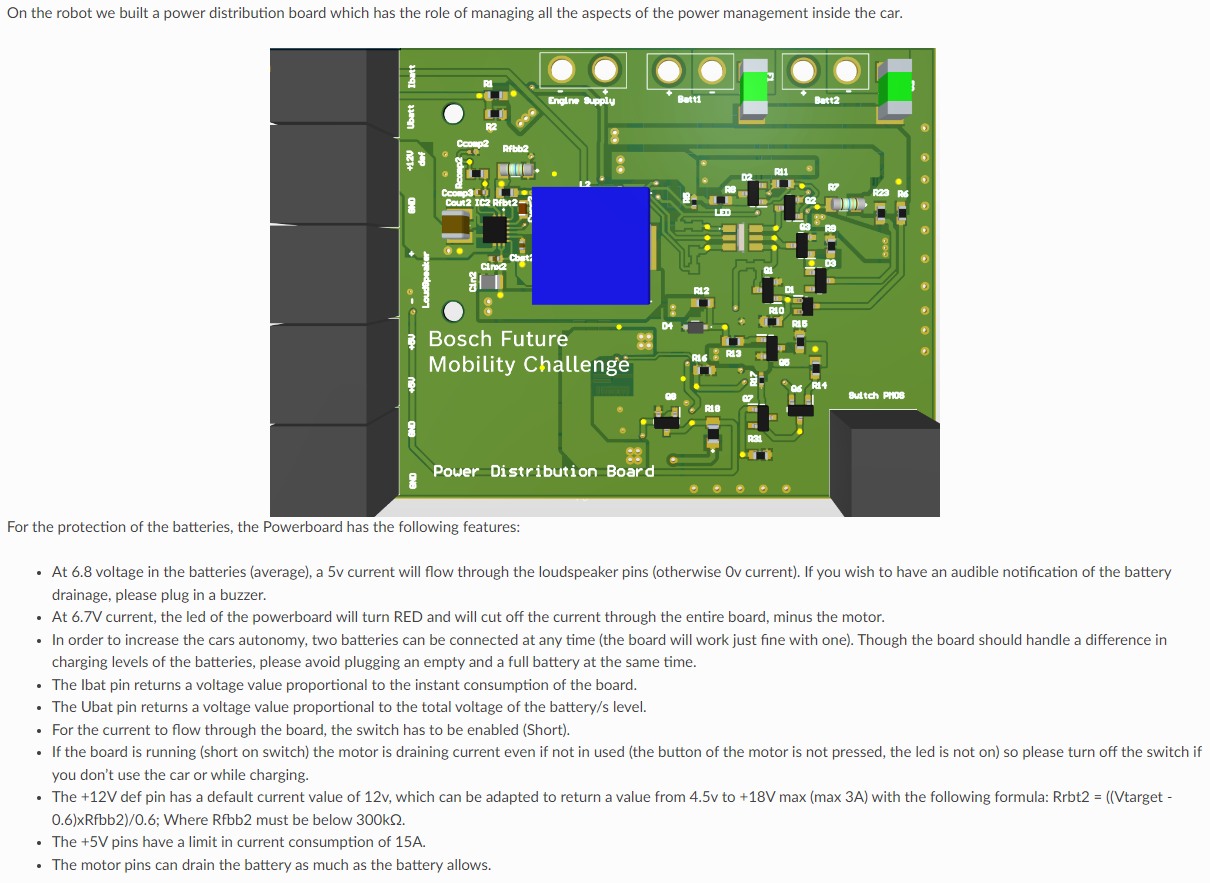 On the robot we built a power distribution board which has the role of managing all the aspects of the power management inside the car.
Ibatt
Ubatt
+12V def
GND
+
LoudSpeaker
-
+5U
+5U
GND
GND
R1
R2
Engine Supply
- +
Batt1
+ -
Batt2
+ -
Ccomp2
Rcomp2
Rfbb2
Ccomp3
Cout2 IC2 Rfbt2
Cinx2
Cin2
L2
R5
R8
D2
R11
Q2
R7
R23
R6
LED
Q3
R9
D3
Q1
D1
R10
R15
R12
D4
R13
Q5
R16
R17
R14
Q6
Q7
Q8
R18
R31
Switch PMOS
Bosch Future
Mobility Challenge
Power Distribution Board
For the protection of the batteries, the Powerboard has the following features:
• At 6.8 voltage in the batteries (average), a 5v current will flow through the loudspeaker pins (otherwise 0v current). If you wish to have an audible notification of the battery
drainage, please plug in a buzzer.
• At 6.7V current, the led of the powerboard will turn RED and will cut off the current through the entire board, minus the motor.
• In order to increase the cars autonomy, two batteries can be connected at any time (the board will work just fine with one). Though the board should handle a difference in
charging levels of the batteries, please avoid plugging an empty and a full battery at the same time.
• The Ibat pin returns a voltage value proportional to the instant consumption of the board.
• The Ubat pin returns a voltage value proportional to the total voltage of the battery/s level.
• For the current to flow through the board, the switch has to be enabled (Short).
• If the board is running (short on switch) the motor is draining current even if not in used (the button of the motor is not pressed, the led is not on) so please turn off the switch if
you don't use the car or while charging.
• The +12V def pin has a default current value of 12v, which can be adapted to return a value from 4.5v to +18V max (max 3A) with the following formula: Rrbt2 = ((Vtarget -
0.6)xRfbb2)/0.6; Where Rfbb2 must be below 300kΩ.
• The +5V pins have a limit in current consumption of 15A.
• The motor pins can drain the battery as much as the battery allows.